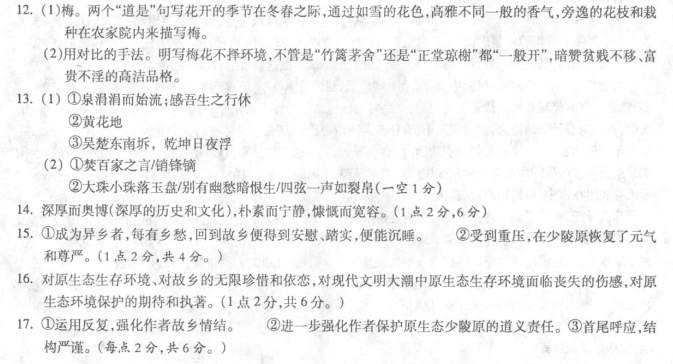 12. (1)梅。两个“道是”句写花开的季节在冬春之际,通过如雪的花色,高雅不同一般的香气,旁逸的花枝和栽
种在农家院内来描写梅。
(2)用对比的手法。明写梅花不择环境,不管是“竹篱茅舍”还是“正堂琼榭”都“一般开”,暗赞贫贱不移、富
贵不淫的高洁品格。
13. (1) ①泉涓涓而始流;感吾生之行休
②黄花地
③吴楚东南坼，乾坤日夜浮
(2) ①焚百家之言/销锋镝
②大珠小珠落玉盘/别有幽愁暗恨生/四弦一声如裂帛(一空1分)
14. 深厚而奥博(深厚的历史和文化),朴素而宁静,慷慨而宽容。(1点2分,6分)
15. ①成为异乡者,每有乡愁,回到故乡便得到安慰、踏实,便能沉睡。 ②受到重压,在少陵原恢复了元气
和尊严。(1点2分,共4分。)
16. 对原生态生存环境、对故乡的无限珍惜和依恋,对现代文明大潮中原生态生存环境面临丧失的伤感,对原
生态环境保护的期待和执著。(1点2分,共6分。)
17. ①运用反复,强化作者故乡情结。 ②进一步强化作者保护原生态少陵原的道义责任。③首尾呼应,结
构严谨。(每点2分,共6分。)